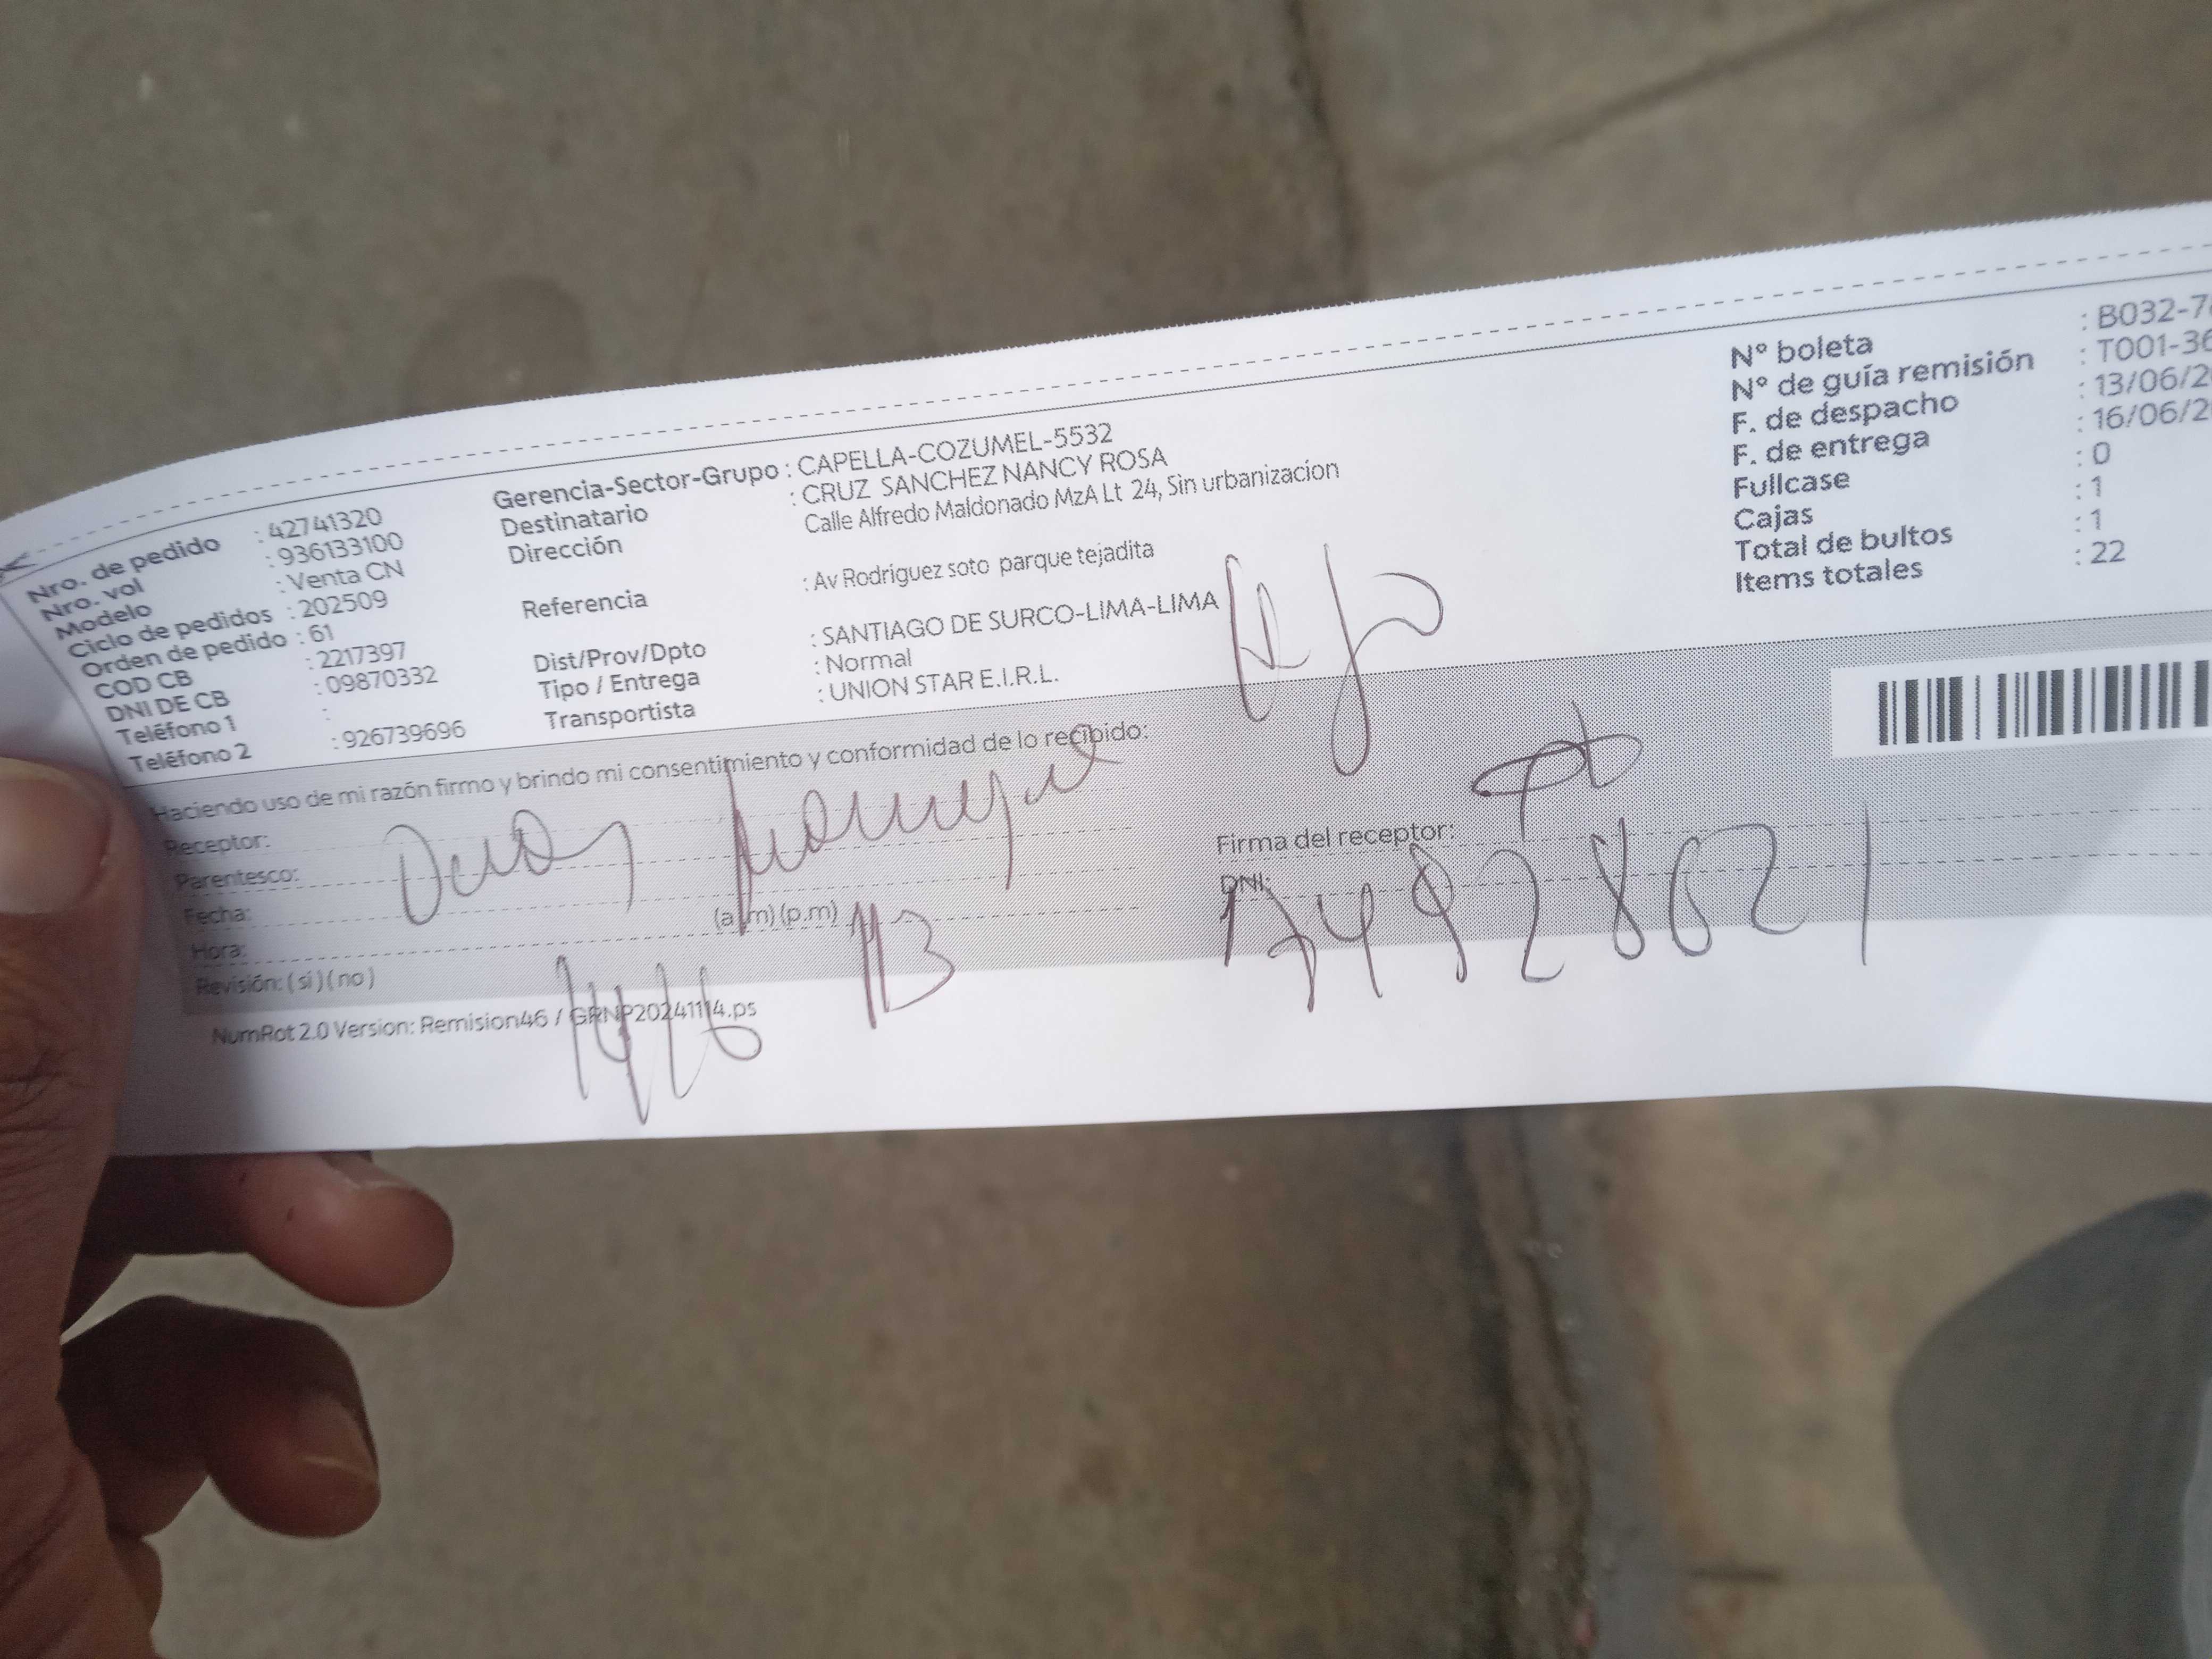 Nro. de pedido : 42741320
Nro. vol : 936133100
Modelo : Venta CN
Ciclo de pedidos : 202509
Orden de pedido : 61
COD CB : 2217397
DNI DE CB : 09870332
Teléfono 1 :
Teléfono 2 : 926739696
Gerencia-Sector-Grupo : CAPELLA-COZUMEL-5532
Destinatario : CRUZ SANCHEZ NANCY ROSA
Dirección Calle Alfredo Maldonado MzA Lt 24, Sin urbanizacion
Referencia : Av Rodriguez soto parque tejadita
Dist/Prov/Dpto : SANTIAGO DE SURCO-LIMA-LIMA
Tipo / Entrega : Normal
Transportista : UNION STAR E.I.R.L.
N° boleta : B032-7
N° de guía remisión : T001-36
F. de despacho : 13/06/2
F. de entrega : 16/06/2
Fullcase : 0
Cajas : 1
Total de bultos : 1
Items totales : 22
Haciendo uso de mi razón firmo y brindo mi consentimiento y conformidad de lo recibido:
Receptor:
Parentesco:
Fecha:
Hora: (a.m) (p.m)
Revisión: ( sí ) ( no )
14/6
Firma del receptor:
DNI:
NumRot 2.0 Version: Remision46 / GRNP20241114.ps